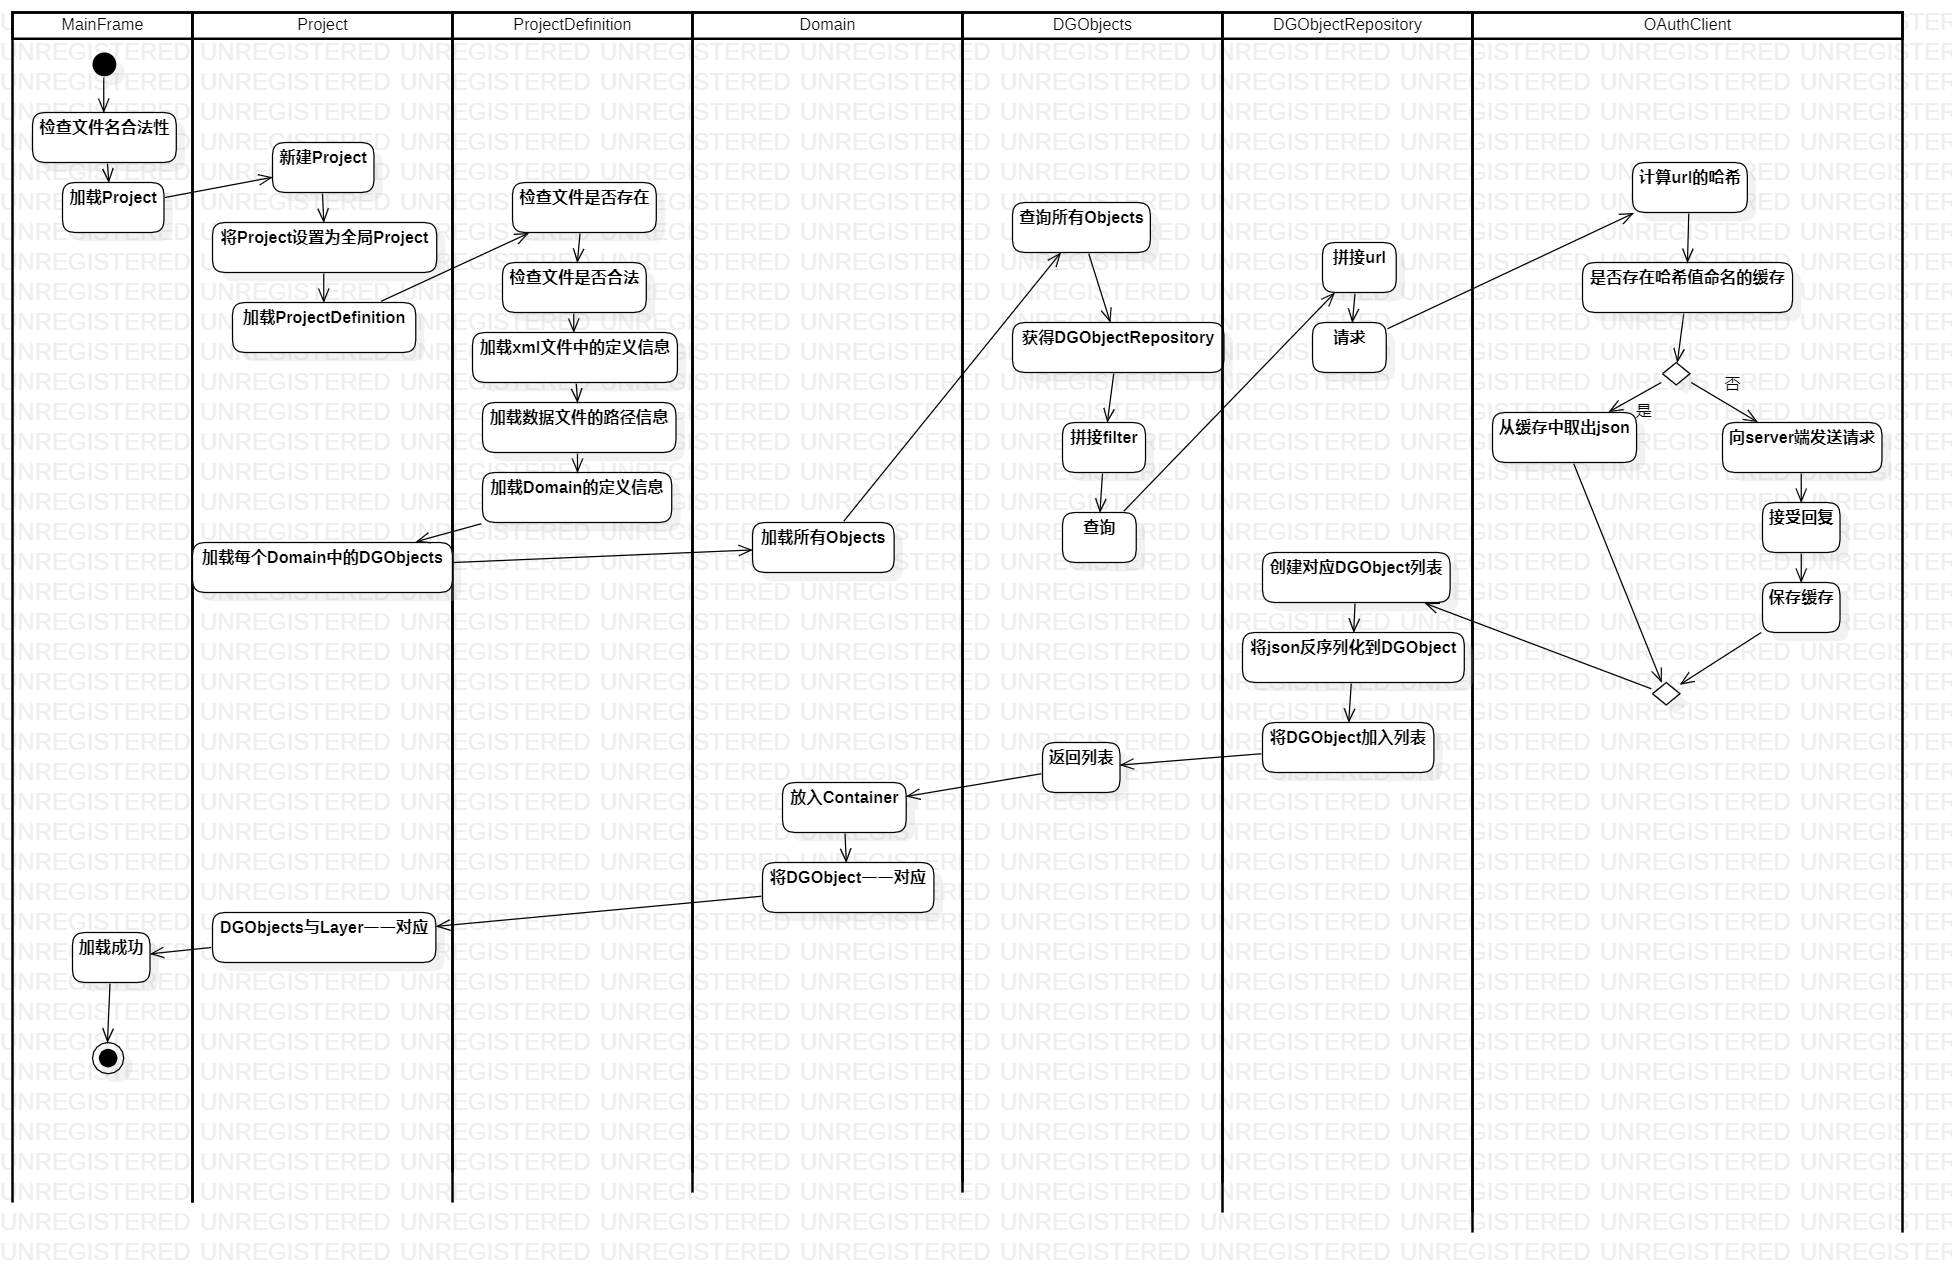 MainFrame
Project
ProjectDefinition
Domain
DGObjects
DGObjectRepository
OAuthClient
检查文件名合法性
加载Project
新建Project
将Project设置为全局Project
加载ProjectDefinition
检查文件是否存在
检查文件是否合法
加载xml文件中的定义信息
加载数据文件的路径信息
加载Domain的定义信息
加载每个Domain中的DGObjects
加载所有Objects
查询所有Objects
获得DGObjectRepository
拼接filter
查询
拼接url
请求
计算url的哈希
是否存在哈希值命名的缓存
否
是
从缓存中取出json
向server端发送请求
接受回复
保存缓存
创建对应DGObject列表
将json反序列化到DGObject
将DGObject加入列表
返回列表
放入Container
将DGObject一一对应
DGObjects与Layer一一对应
加载成功
UNREGISTERED